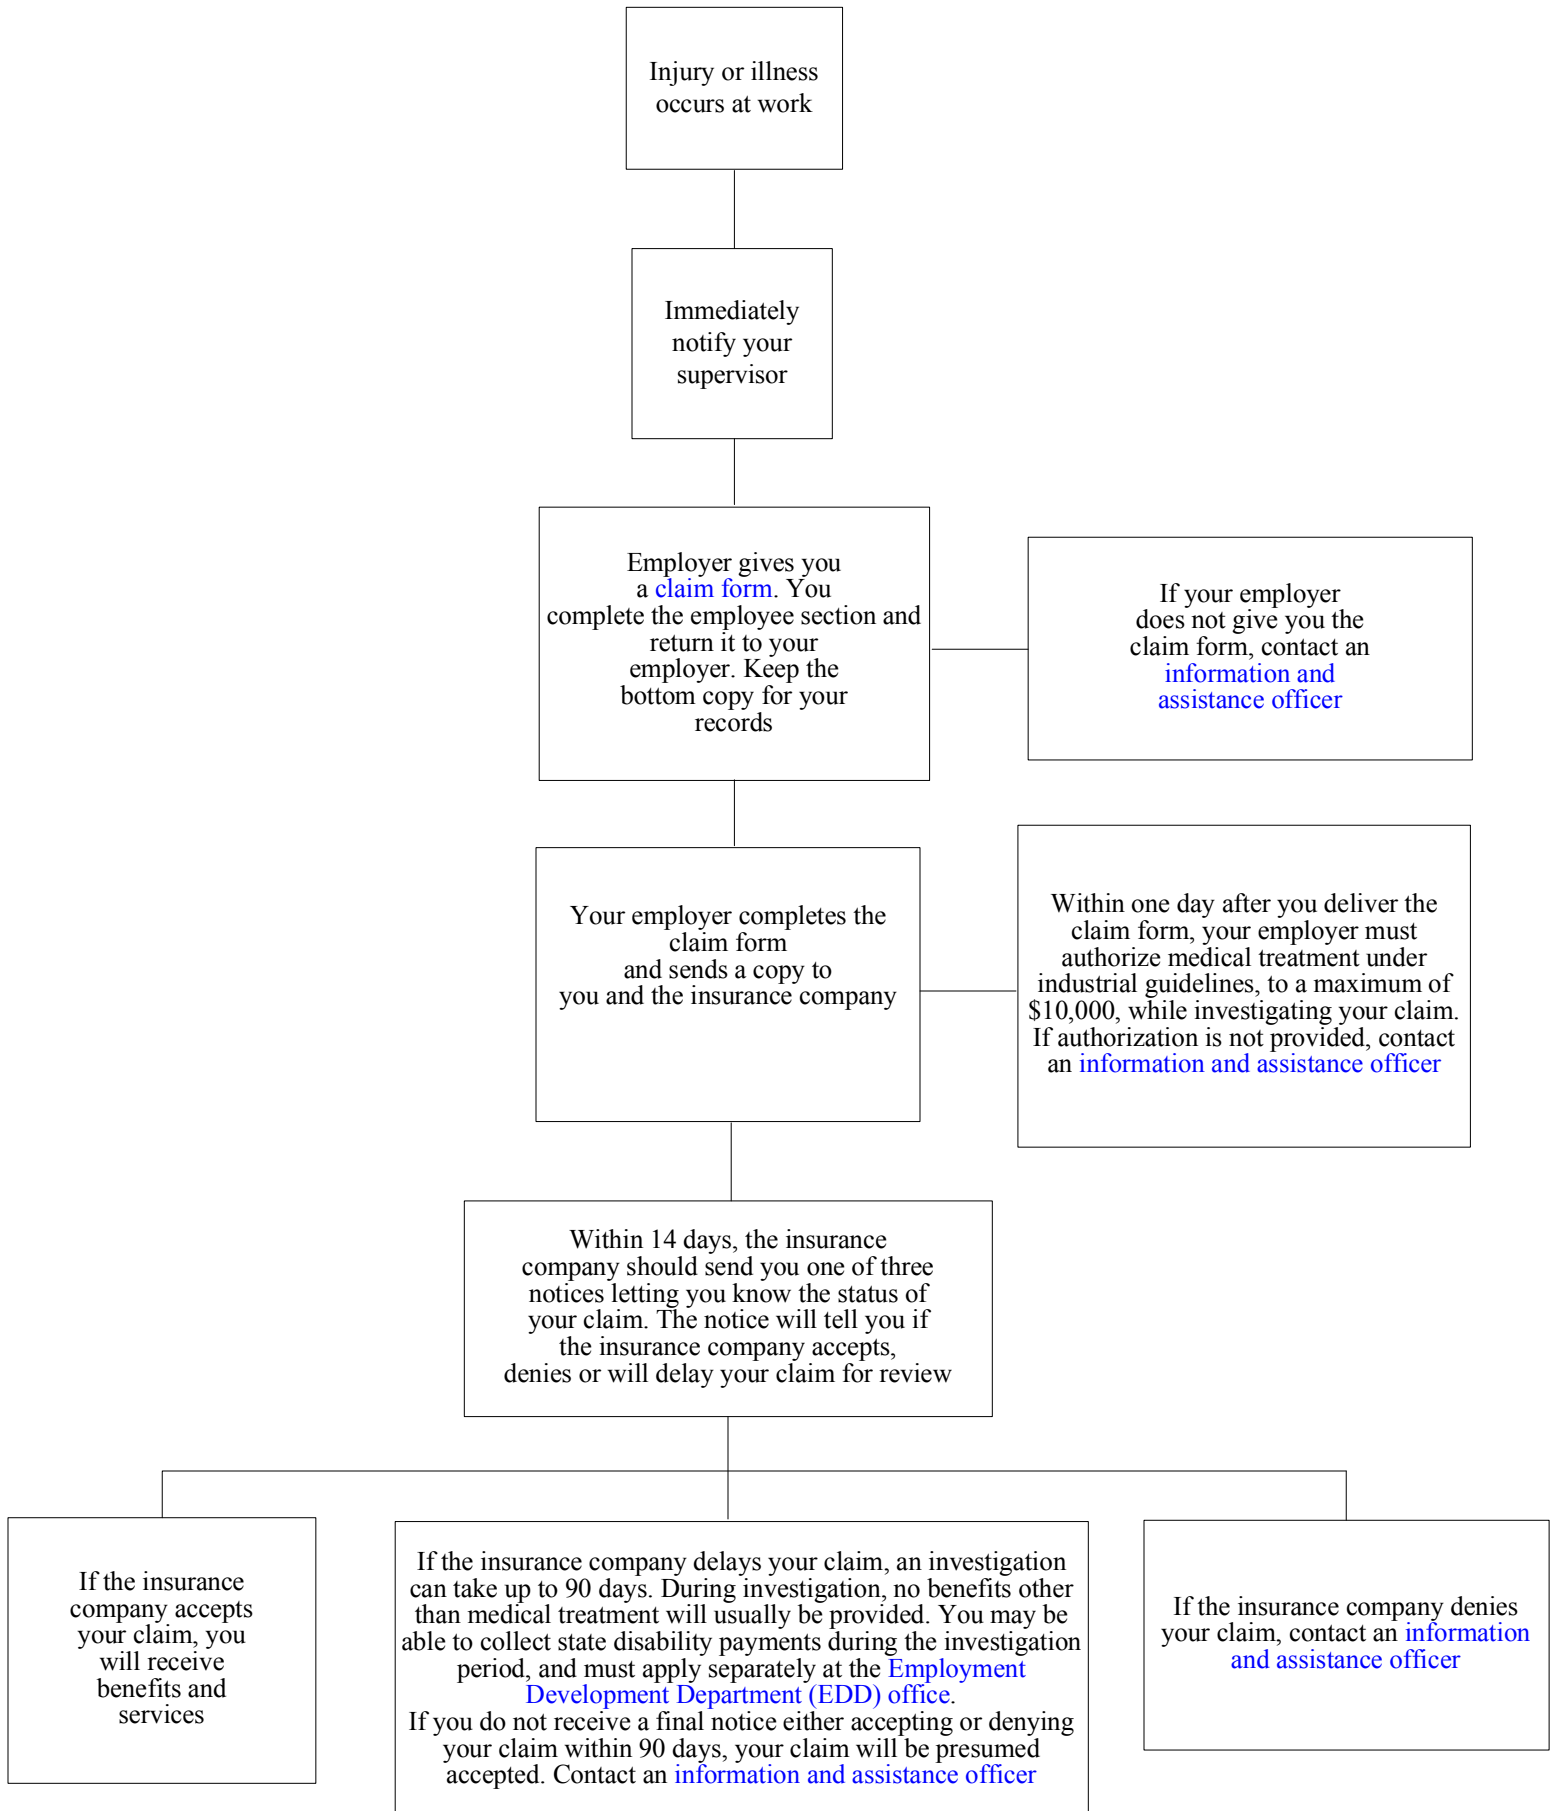 Injury or illness
occurs at work
Immediately
notify your
supervisor
Employer gives you
a claim form. You
complete the employee section and
return it to your
employer. Keep the
bottom copy for your
records
If your employer
does not give you the
claim form, contact an
information and
assistance officer
Your employer completes the
claim form
and sends a copy to
you and the insurance company
Within one day after you deliver the
claim form, your employer must
authorize medical treatment under
industrial guidelines, to a maximum of
$10,000, while investigating your claim.
If authorization is not provided, contact
an information and assistance officer
Within 14 days, the insurance
company should send you one of three
notices letting you know the status of
your claim. The notice will tell you if
the insurance company accepts,
denies or will delay your claim for review
If the insurance
company accepts
your claim, you
will receive
benefits and
services
If the insurance company delays your claim, an investigation
can take up to 90 days. During investigation, no benefits other
than medical treatment will usually be provided. You may be
able to collect state disability payments during the investigation
period, and must apply separately at the Employment
Development Department (EDD) office.
If you do not receive a final notice either accepting or denying
your claim within 90 days, your claim will be presumed
accepted. Contact an information and assistance officer
If the insurance company denies
your claim, contact an information
and assistance officer